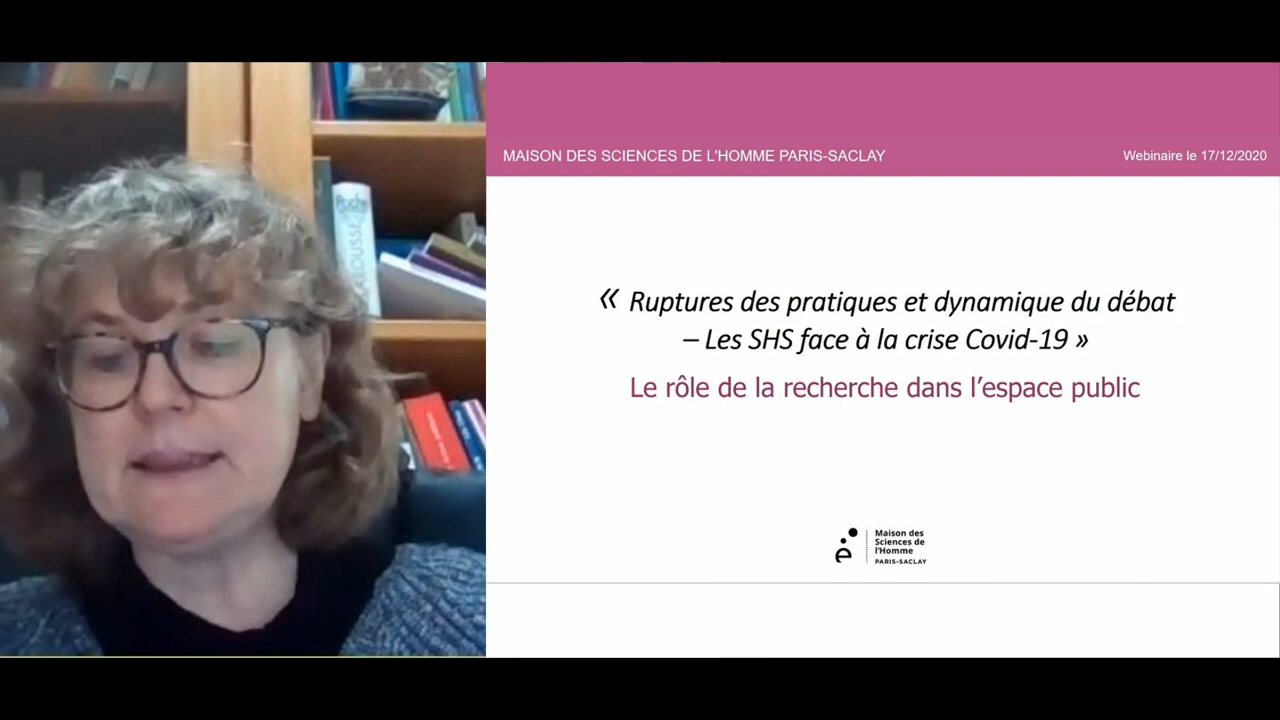 Poche
MAISON DES SCIENCES DE L'HOMME PARIS-SACLAY
Webinaire le 17/12/2020
« Ruptures des pratiques et dynamique du débat
– Les SHS face à la crise Covid-19 »
Le rôle de la recherche dans l’espace public
Maison des
Sciences de
l'Homme
PARIS-SACLAY